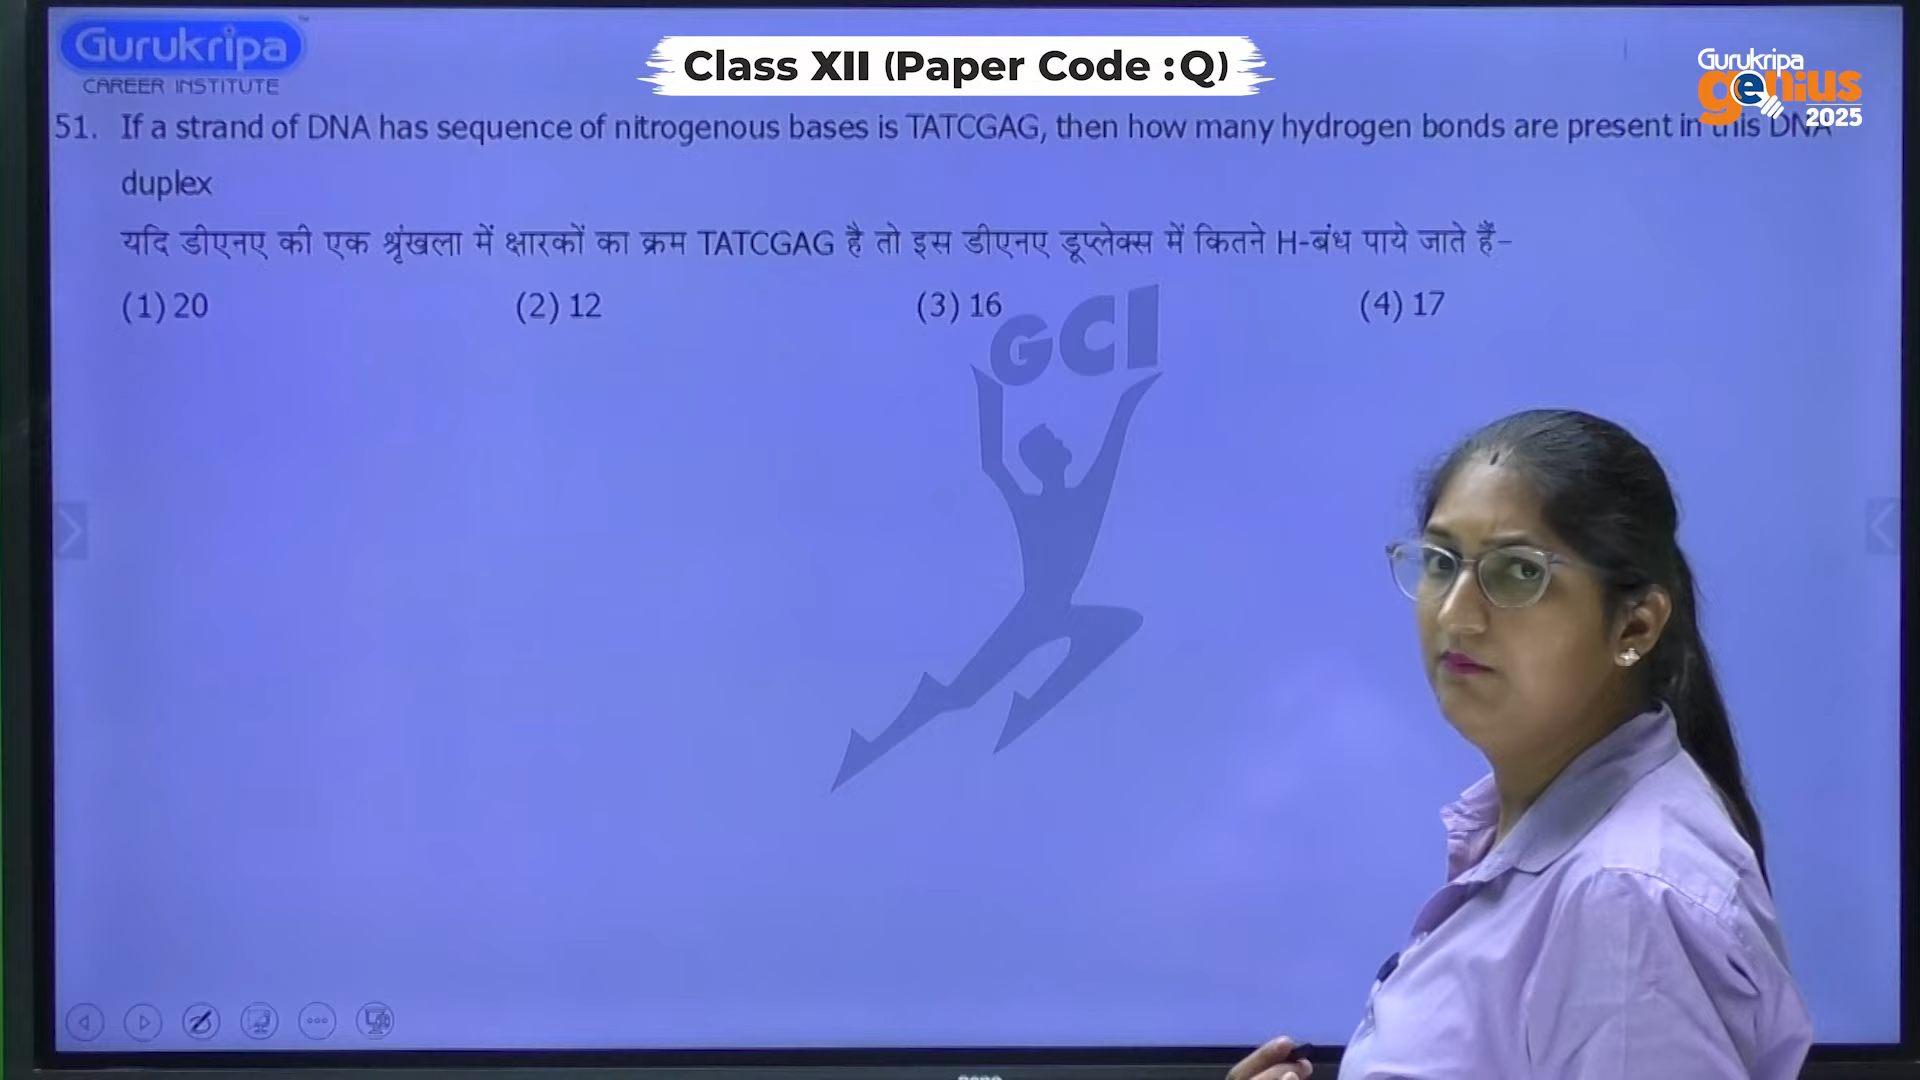 Gurukripa
CAREER INSTITUTE
Class XII (Paper Code :Q)
Gurukripa
genius
2025
51. If a strand of DNA has sequence of nitrogenous bases is TATCGAG, then how many hydrogen bonds are present in this DNA
duplex
यदि डीएनए की एक श्रृंखला में क्षारकों का क्रम TATCGAG है तो इस डीएनए डूप्लेक्स में कितने H-बंध पाये जाते हैं-
(1) 20 (2) 12 (3) 16 (4) 17
GCI